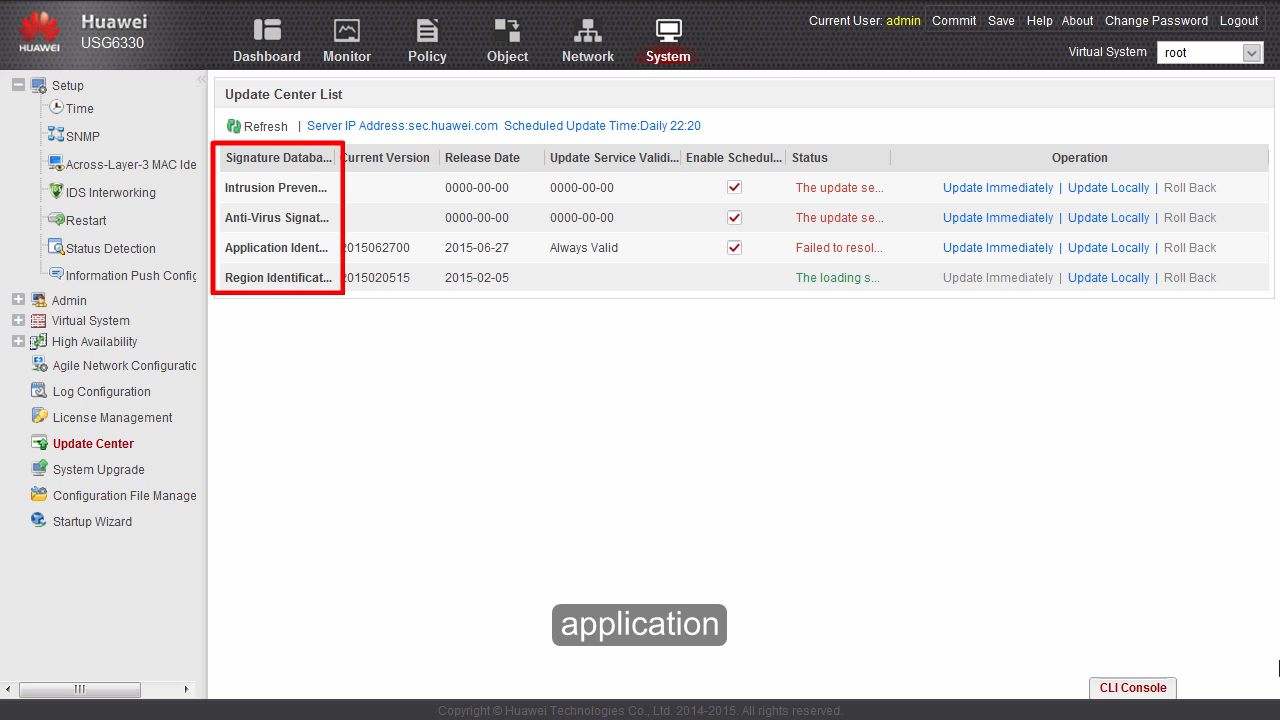 HUAWEI
Huawei
USG6330
Dashboard
Monitor
Policy
Object
Network
System
Current User: admin
Commit
Save
Help
About
Change Password
Logout
Virtual System
root
Setup
Time
SNMP
Across-Layer-3 MAC Ide
IDS Interworking
Restart
Status Detection
Information Push Config
Admin
Virtual System
High Availability
Agile Network Configuratic
Log Configuration
License Management
Update Center
System Upgrade
Configuration File Manage
Startup Wizard
Update Center List
Refresh | Server IP Address:sec.huawei.com Scheduled Update Time:Daily 22:20
Signature Databa... Current Version Release Date Update Service Validi... Enable Schedul... Status Operation
Intrusion Preven... 0000-00-00 0000-00-00 The update se... Update Immediately | Update Locally | Roll Back
Anti-Virus Signat... 0000-00-00 0000-00-00 The update se... Update Immediately | Update Locally | Roll Back
Application Ident... 2015062700 2015-06-27 Always Valid Failed to resol... Update Immediately | Update Locally | Roll Back
Region Identificat... 2015020515 2015-02-05 The loading s... Update Immediately | Update Locally | Roll Back
application
CLI Console
Copyright © Huawei Technologies Co., Ltd. 2014-2015. All rights reserved.